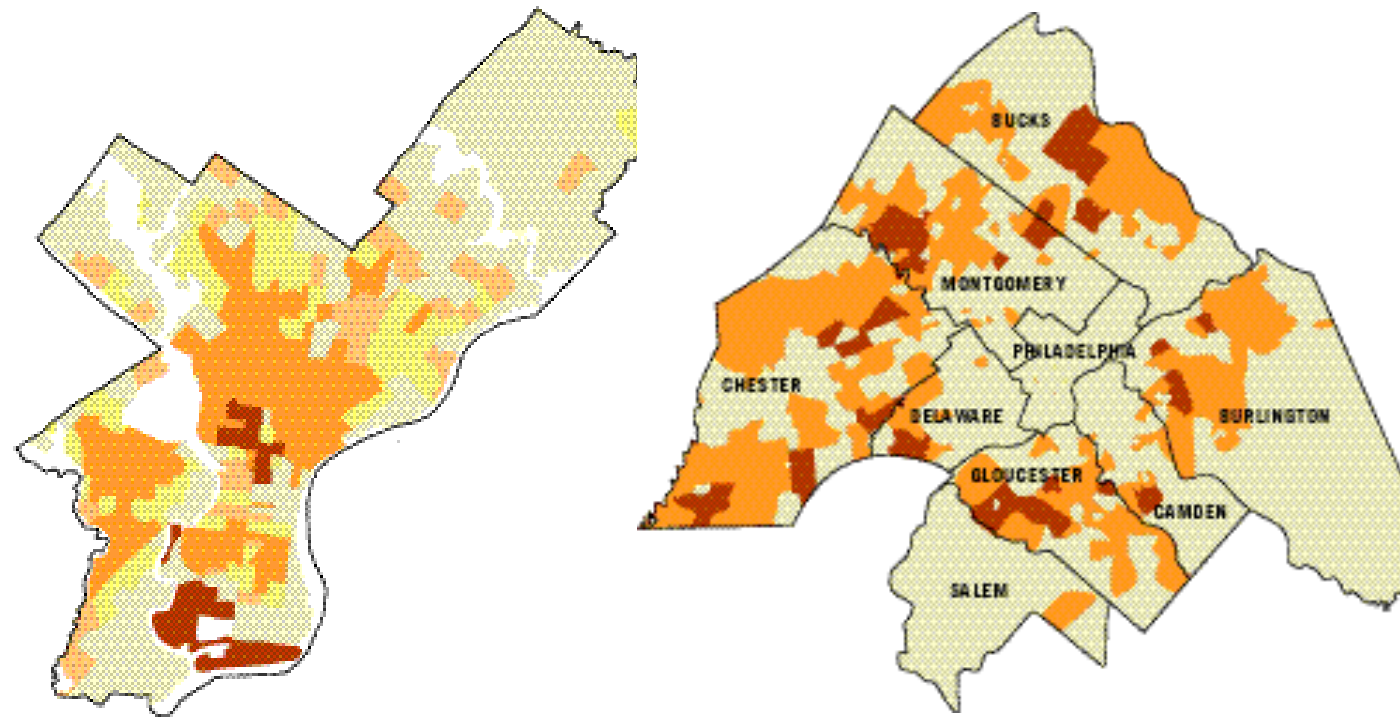 BUCKS
MONTGOMERY
PHILADELPHIA
CHESTER
DELAWARE
BURLINGTON
GLOUCESTER
CAMDEN
SALEM